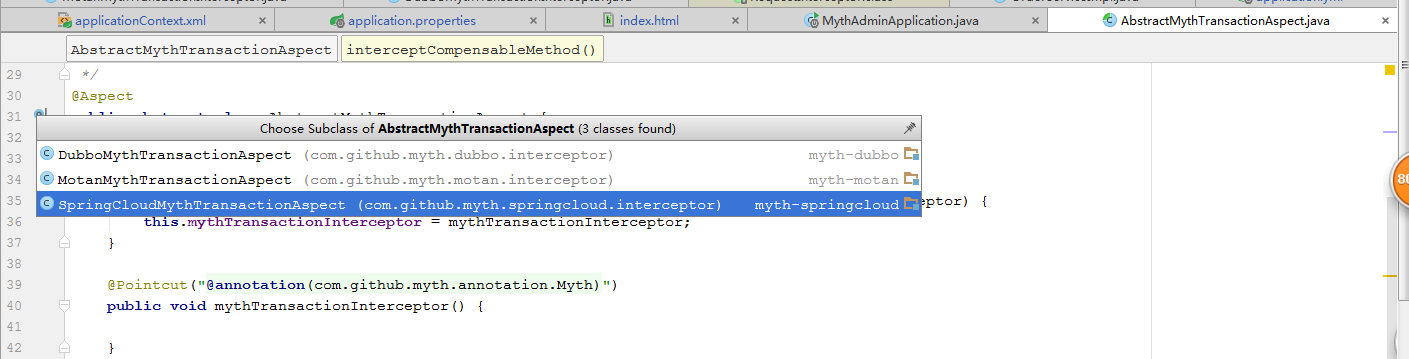 applicationContext.xml application.properties index.html MythAdminApplication.java AbstractMythTransactionAspect.java
AbstractMythTransactionAspect interceptCompensableMethod()
29 */
30 @Aspect
31
Choose Subclass of AbstractMythTransactionAspect (3 classes found)
32
DubboMythTransactionAspect (com.github.myth.dubbo.interceptor) myth-dubbo
33
34 MotanMythTransactionAspect (com.github.myth.motan.interceptor) myth-motan
35 SpringCloudMythTransactionAspect (com.github.myth.springcloud.interceptor) myth-springcloud eptor) {
36 this.mythTransactionInterceptor = mythTransactionInterceptor;
37 }
38
39 @Pointcut("@annotation(com.github.myth.annotation.Myth)")
40 public void mythTransactionInterceptor() {
41
42 }